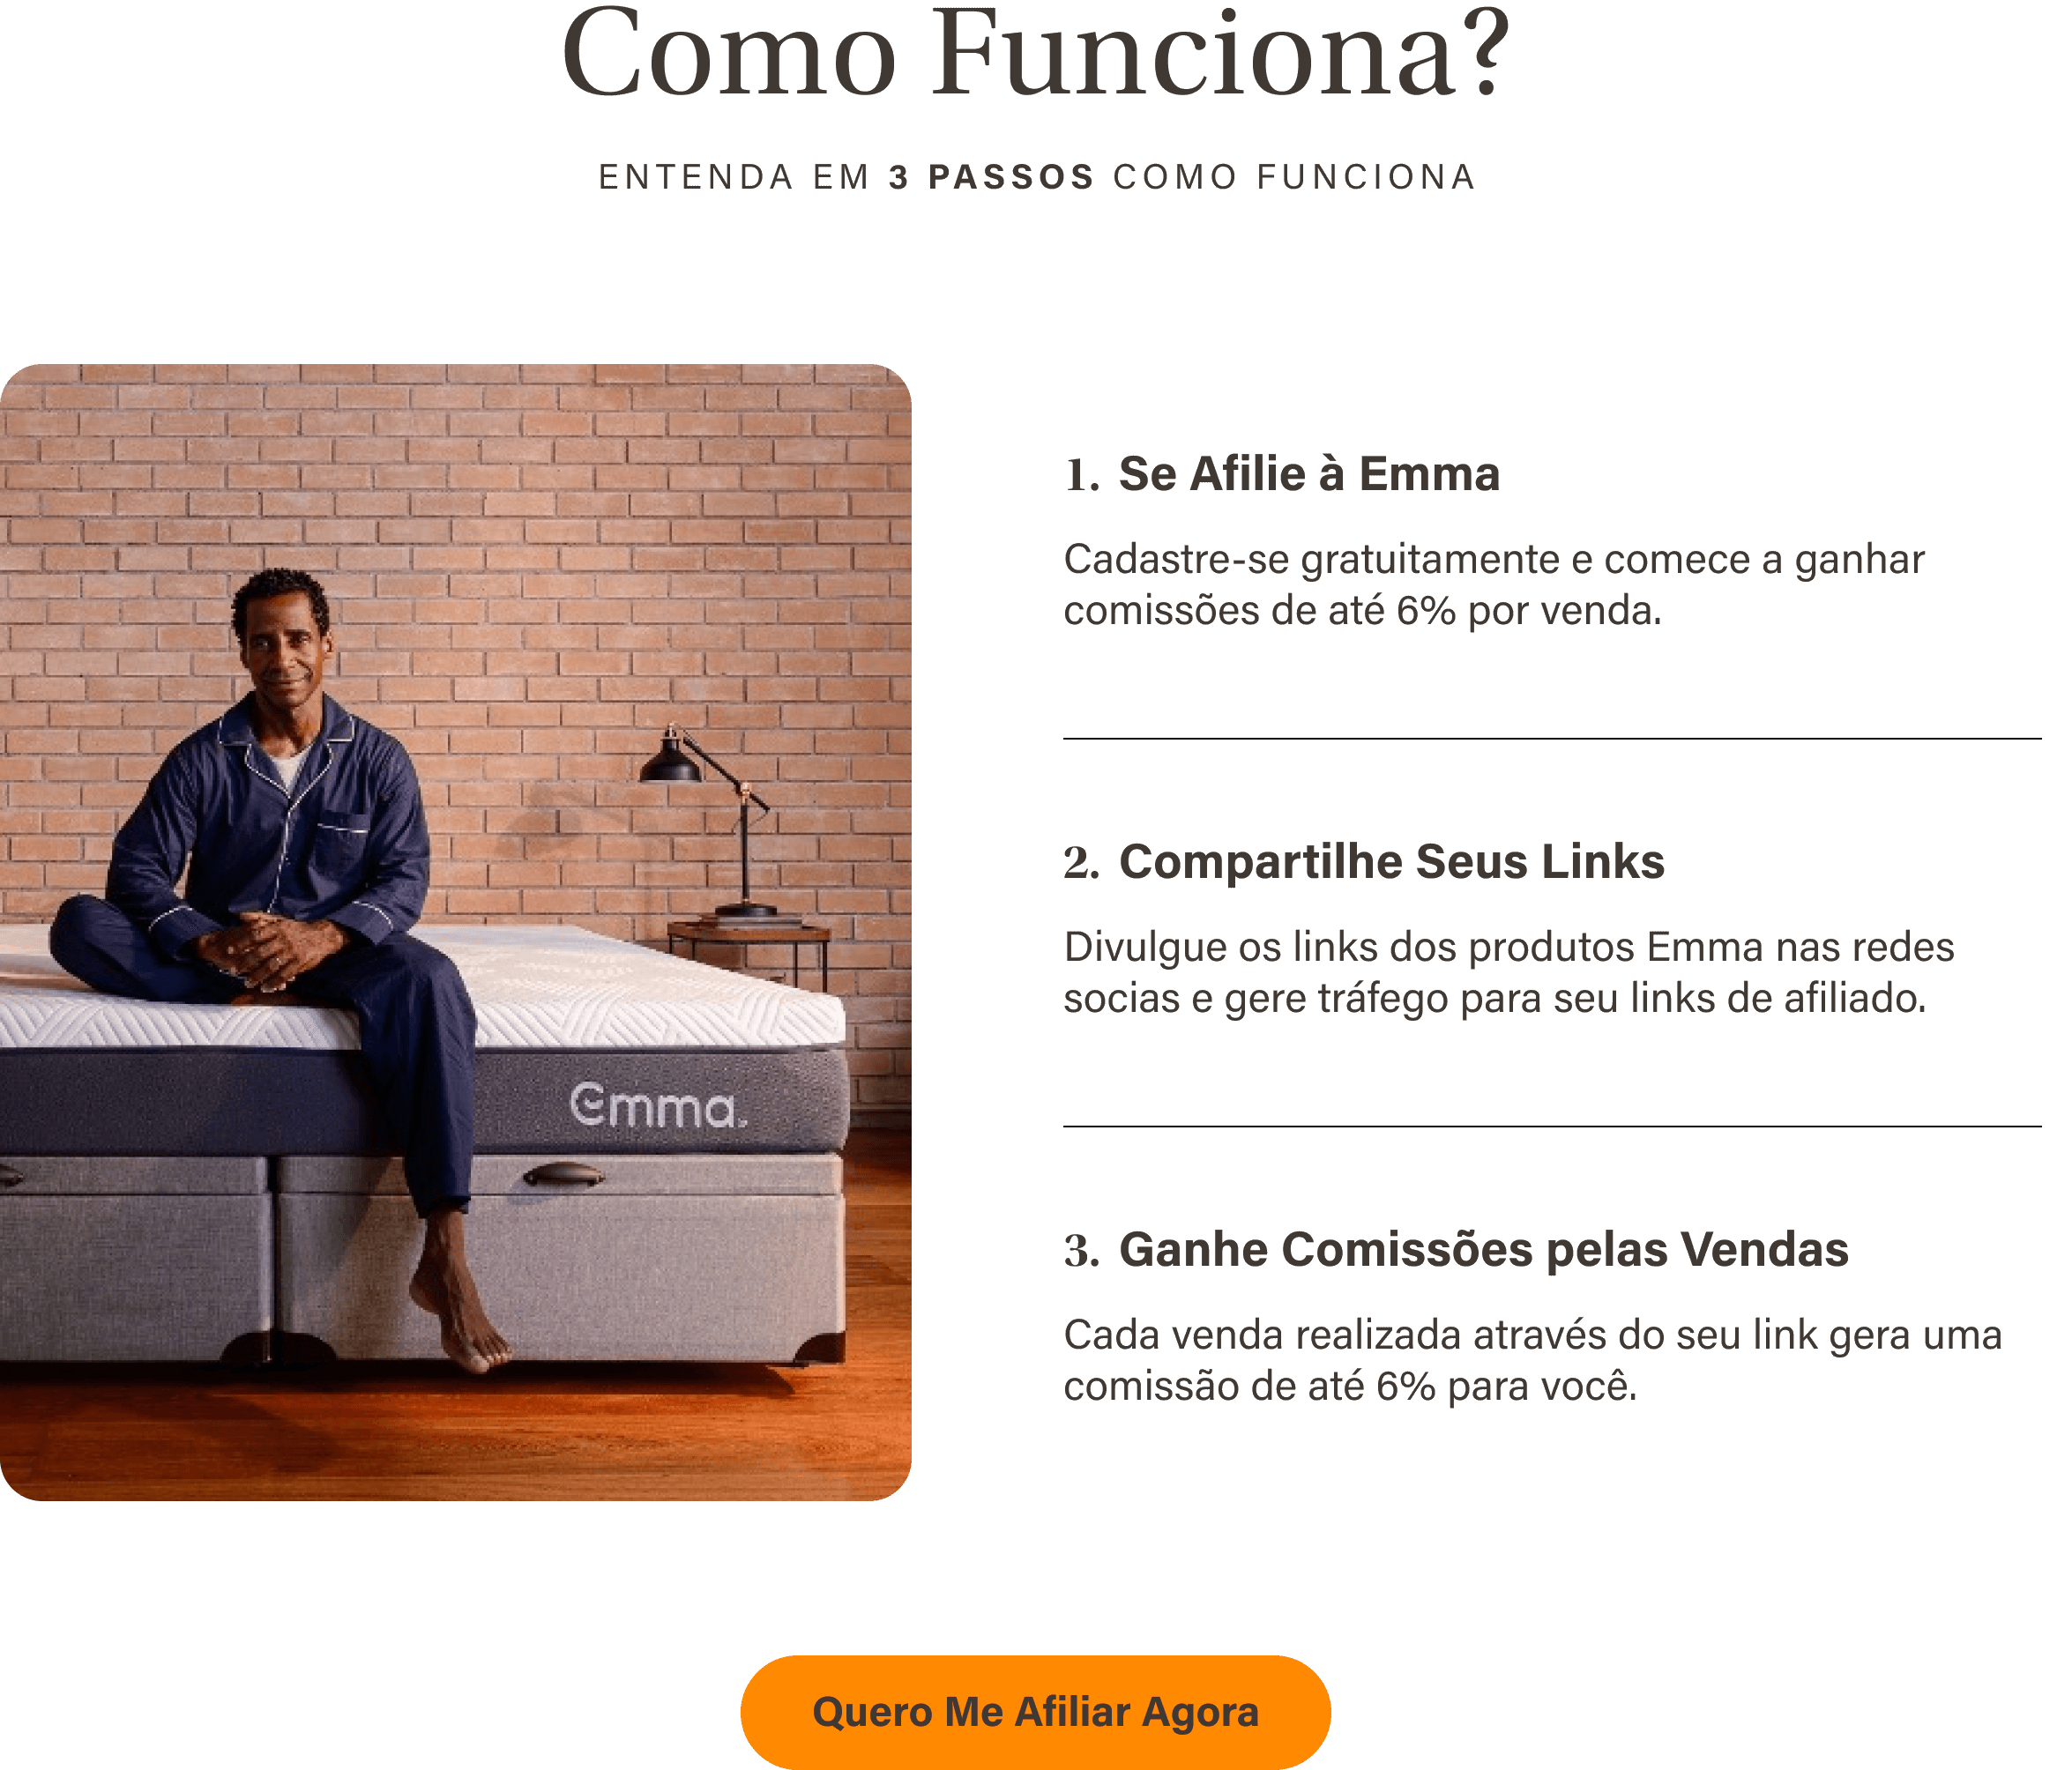 Como Funciona?
ENTENDA EM 3 PASSOS COMO FUNCIONA
1. Se Afilie à Emma
Cadastre-se gratuitamente e comece a ganhar
comissões de até 6% por venda.
2. Compartilhe Seus Links
Divulgue os links dos produtos Emma nas redes
socias e gere tráfego para seu links de afiliado.
Emma
3. Ganhe Comissões pelas Vendas
Cada venda realizada através do seu link gera uma
comissão de até 6% para você.
Quero Me Afiliar Agora